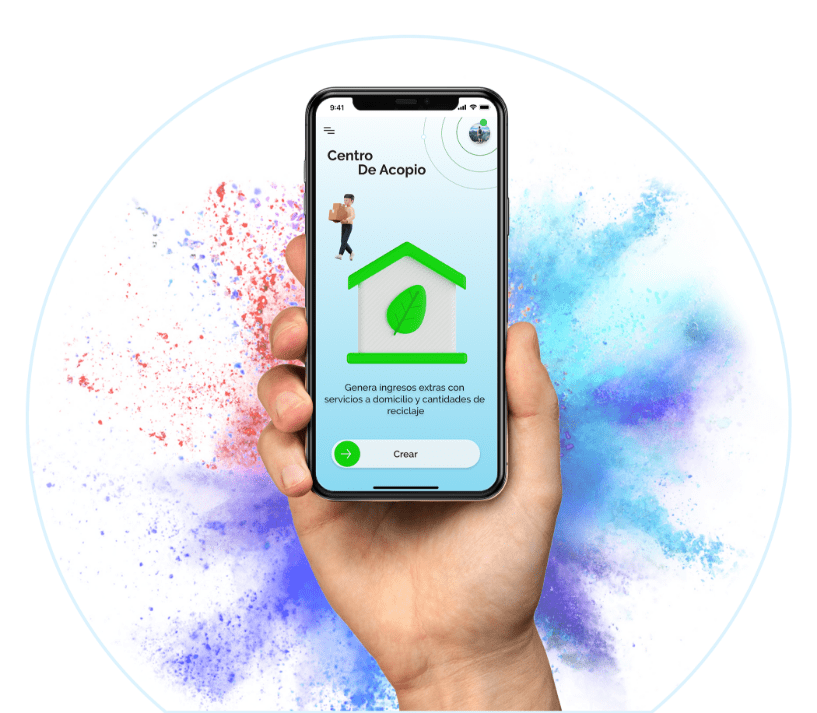 9:41
Centro
De Acopio
Genera ingresos extras con
servicios a domicilio y cantidades de
reciclaje
Crear